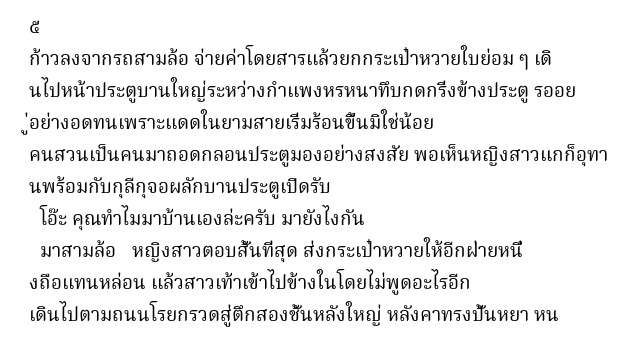 ๕
ก้าวลงจากรถสามล้อ จ่ายค่าโดยสารแล้วยกกระเป๋าหวายใบย่อม ๆ เดิ
นไปหน้าประตูบานใหญ่ระหว่างกำแพงหรหนาทึบกดกริ่งข้างประตู รออย
ู่อย่างอดทนเพราะแดดในยามสายเริ่มร้อนขึ้นมิใช่น้อย
คนสวนเป็นคนมาถอดกลอนประตูมองอย่างสงสัย พอเห็นหญิงสาวแกก็อุทา
นพร้อมกับกุลีกุจอผลักบานประตูเปิดรับ
โอ๊ะ คุณทำไมมาบ้านเองล่ะครับ มายังไงกัน
มาสามล้อ หญิงสาวตอบสั้นที่สุด ส่งกระเป๋าหวายให้อีกฝ่ายหนึ่
งถือแทนหล่อน แล้วสาวเท้าเข้าไปข้างในโดยไม่พูดอะไรอีก
เดินไปตามถนนโรยกรวดสู่ตึกสองชั้นหลังใหญ่ หลังคาทรงปั้นหยา หน